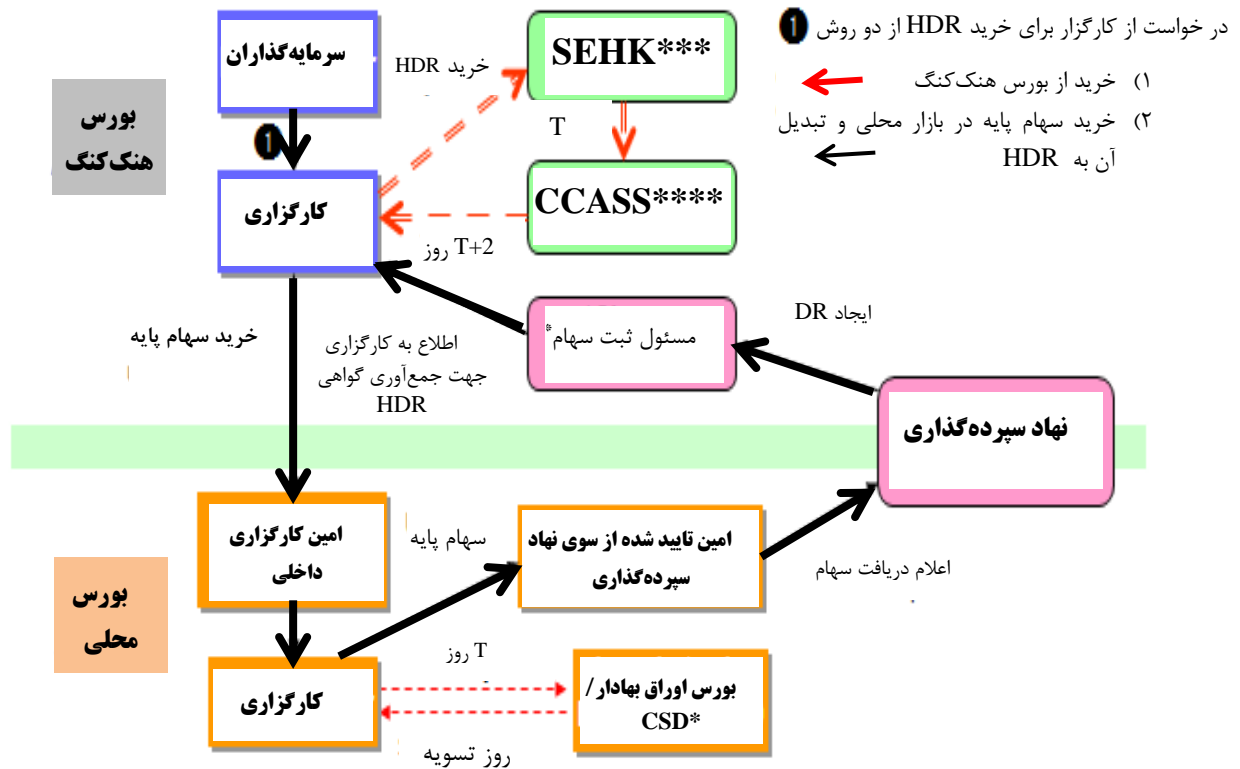 در خواست از کارگزار برای خرید HDR از دو روش ❶
۱) خرید از بورس هنگ‌کنگ
۲) خرید سهام پایه در بازار محلی و تبدیل
آن به HDR
بورس
هنک‌کنگ
سرمایه‌گذاران
❶
کارگزاری
خرید HDR
SEHK***
T
CCASS****
T+2 روز
مسئول ثبت سهام*
ایجاد DR
نهاد سپرده‌گذاری
خرید سهام پایه
اطلاع به کارگزاری
جهت جمع‌آوری گواهی
HDR
بورس
محلی
امین کارگزاری
داخلی
سهام پایه
امین تایید شده از سوی نهاد
سپرده‌گذاری
اعلام دریافت سهام
کارگزاری
T روز
روز تسویه
بورس اوراق بهادار/
CSD*